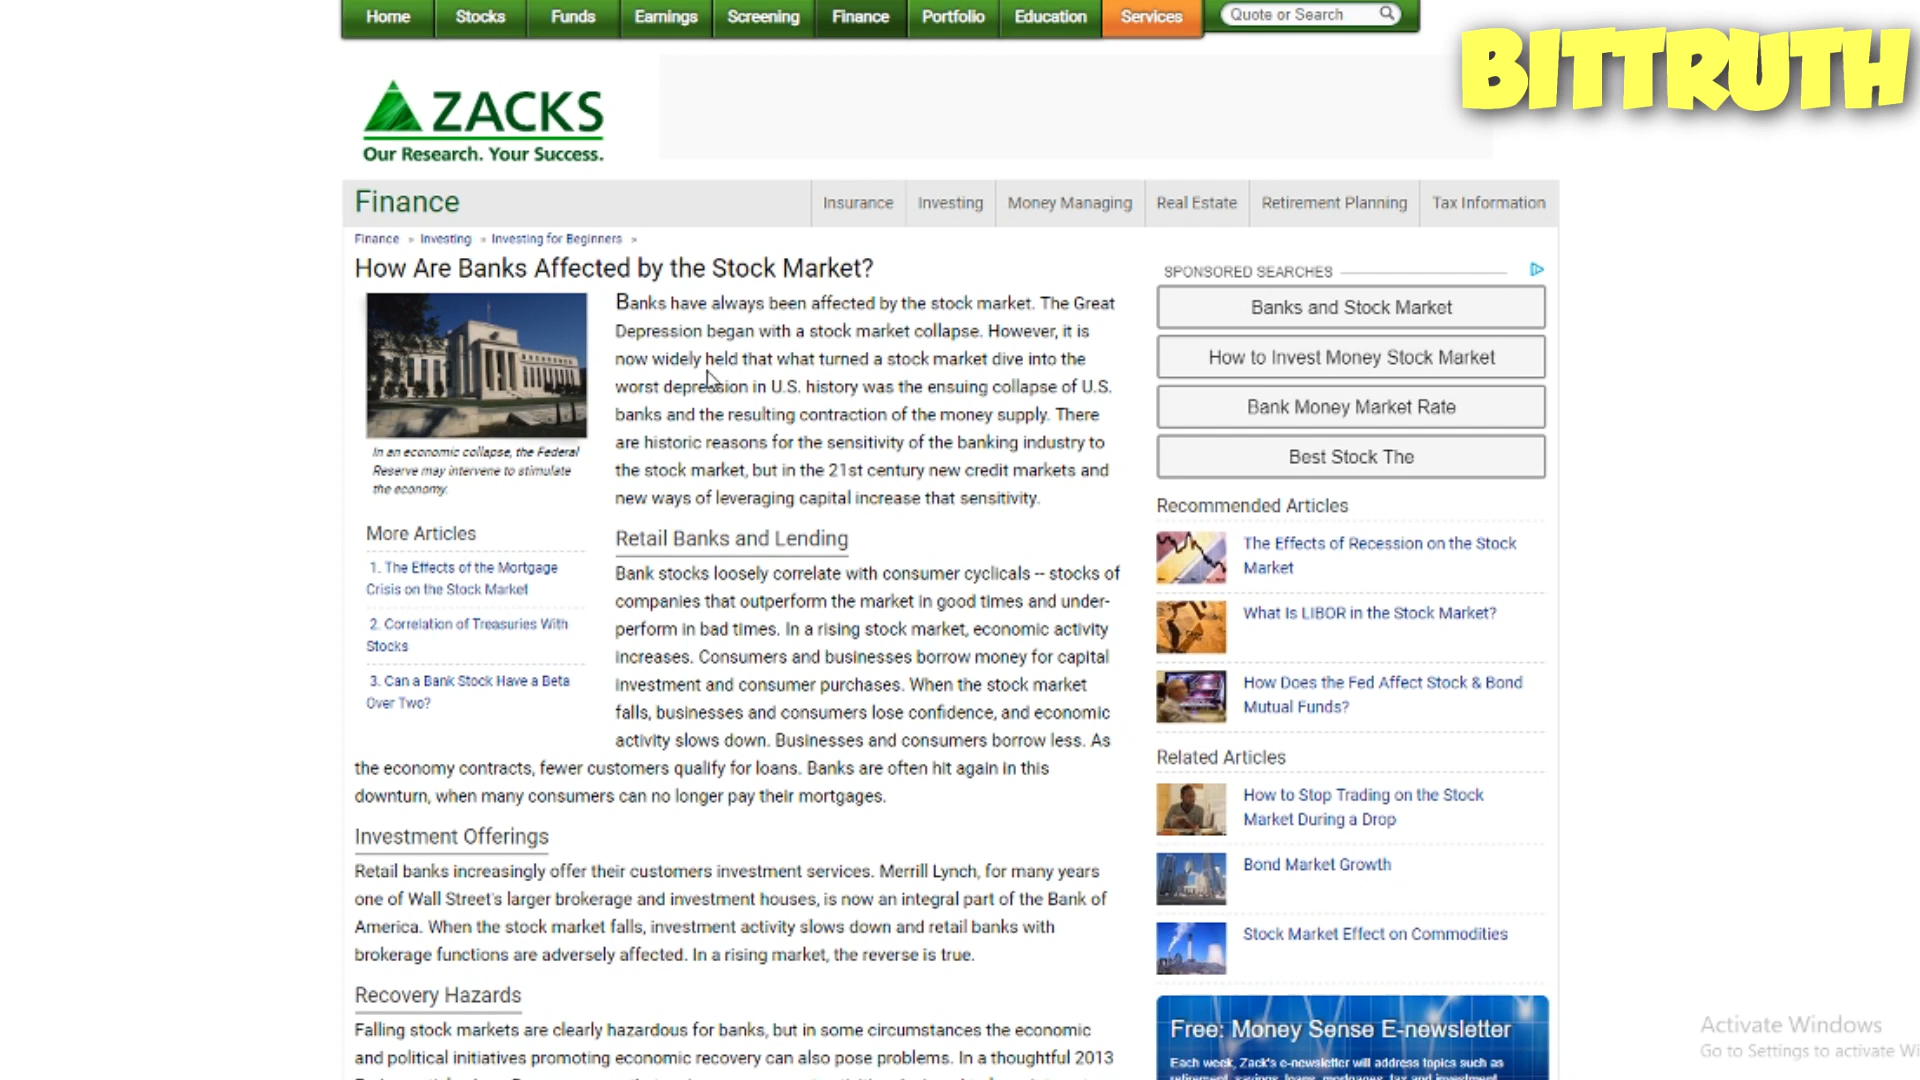 Home Stocks Funds Earnings Screening Finance Portfolio Education Services Quote or Search
BITTRUTH
ZACKS
Our Research. Your Success.
Finance
Insurance Investing Money Managing Real Estate Retirement Planning Tax Information
Finance » Investing » Investing for Beginners »
How Are Banks Affected by the Stock Market?
In an economic collapse, the Federal
Reserve may intervene to stimulate
the economy.
More Articles
1. The Effects of the Mortgage
Crisis on the Stock Market
2. Correlation of Treasuries With
Stocks
3. Can a Bank Stock Have a Beta
Over Two?
Banks have always been affected by the stock market. The Great
Depression began with a stock market collapse. However, it is
now widely held that what turned a stock market dive into the
worst depression in U.S. history was the ensuing collapse of U.S.
banks and the resulting contraction of the money supply. There
are historic reasons for the sensitivity of the banking industry to
the stock market, but in the 21st century new credit markets and
new ways of leveraging capital increase that sensitivity.
Retail Banks and Lending
Bank stocks loosely correlate with consumer cyclicals -- stocks of
companies that outperform the market in good times and under-
perform in bad times. In a rising stock market, economic activity
increases. Consumers and businesses borrow money for capital
investment and consumer purchases. When the stock market
falls, businesses and consumers lose confidence, and economic
activity slows down. Businesses and consumers borrow less. As
the economy contracts, fewer customers qualify for loans. Banks are often hit again in this
downturn, when many consumers can no longer pay their mortgages.
Investment Offerings
Retail banks increasingly offer their customers investment services. Merrill Lynch, for many years
one of Wall Street's larger brokerage and investment houses, is now an integral part of the Bank of
America. When the stock market falls, investment activity slows down and retail banks with
brokerage functions are adversely affected. In a rising market, the reverse is true.
Recovery Hazards
Falling stock markets are clearly hazardous for banks, but in some circumstances the economic
and political initiatives promoting economic recovery can also pose problems. In a thoughtful 2013
SPONSORED SEARCHES
Banks and Stock Market
How to Invest Money Stock Market
Bank Money Market Rate
Best Stock The
Recommended Articles
The Effects of Recession on the Stock
Market
What Is LIBOR in the Stock Market?
How Does the Fed Affect Stock & Bond
Mutual Funds?
Related Articles
How to Stop Trading on the Stock
Market During a Drop
Bond Market Growth
Stock Market Effect on Commodities
Free: Money Sense E-newsletter
Each week, Zack's e-newsletter will address topics such as
retirement, savings, loans, mortgages, tax and investment
Activate Windows
Go to Settings to activate Wi